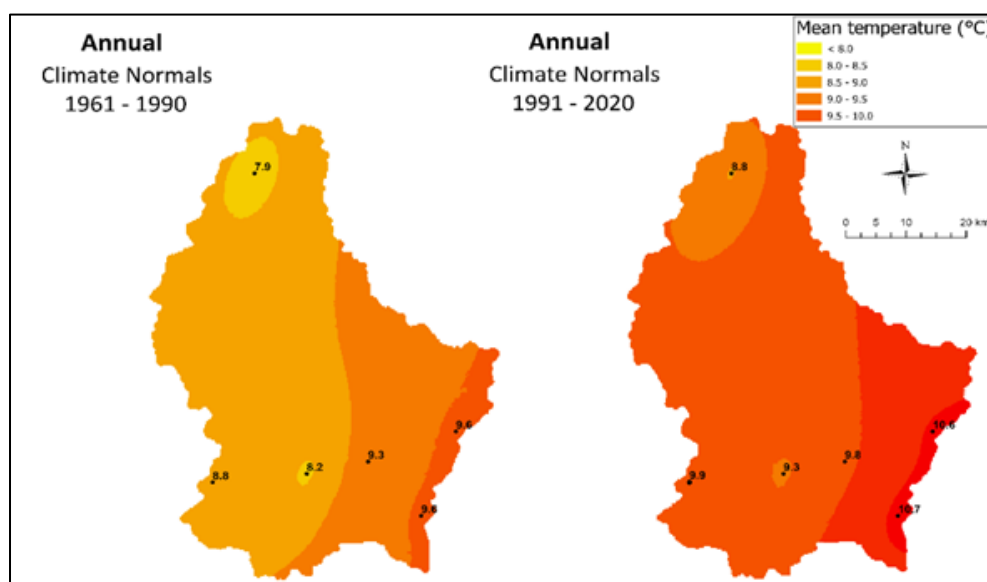 Annual
Climate Normals
1961 - 1990
Annual
Climate Normals
1991 - 2020
Mean temperature (°C)
< 8.0
8.0 - 8.5
8.5 - 9.0
9.0 - 9.5
9.5 - 10.0
N
0 5 10 20 km
7.9
9.6
9.3
8.2
8.8
8.8
10.6
9.8
9.3
9.9
10.7